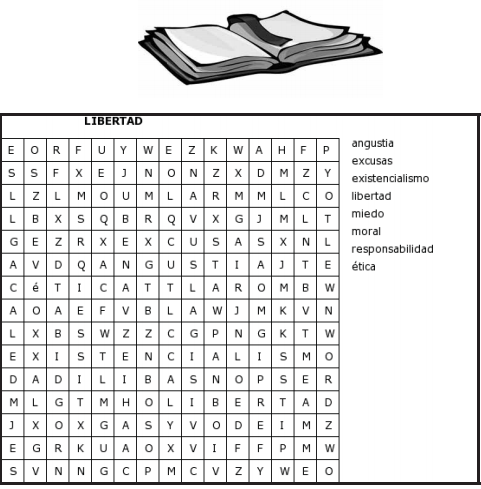 LIBERTAD
E O R F U Y W E Z K W A H F P
S S F X E J N O N Z X D M Z Y
L Z L M O U M L A R M M L C O
L B X S Q B R Q V X G J M L T
G E Z R X E X C U S A S X N L
A V D Q A N G U S T I A J T E
C é T I C A T T L A R O M B W
A O A E F V B L A W J M K V N
L X B S W Z Z C G P N G K T W
E X I S T E N C I A L I S M O
D A D I L I B A S N O P S E R
M L G T M H O L I B E R T A D
J X O X G A S Y V O D E I M Z
E G R K U A O X V I F F P M W
S V N N G C P M C V Z Y W E O
angustia
excusas
existencialismo
libertad
miedo
moral
responsabilidad
ética